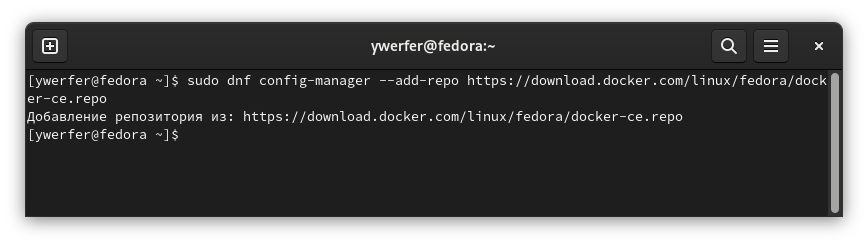 ywerfer@fedora:~
[ywerfer@fedora ~]$ sudo dnf config-manager --add-repo https://download.docker.com/linux/fedora/dock
er-ce.repo
Добавление репозитория из: https://download.docker.com/linux/fedora/docker-ce.repo
[ywerfer@fedora ~]$